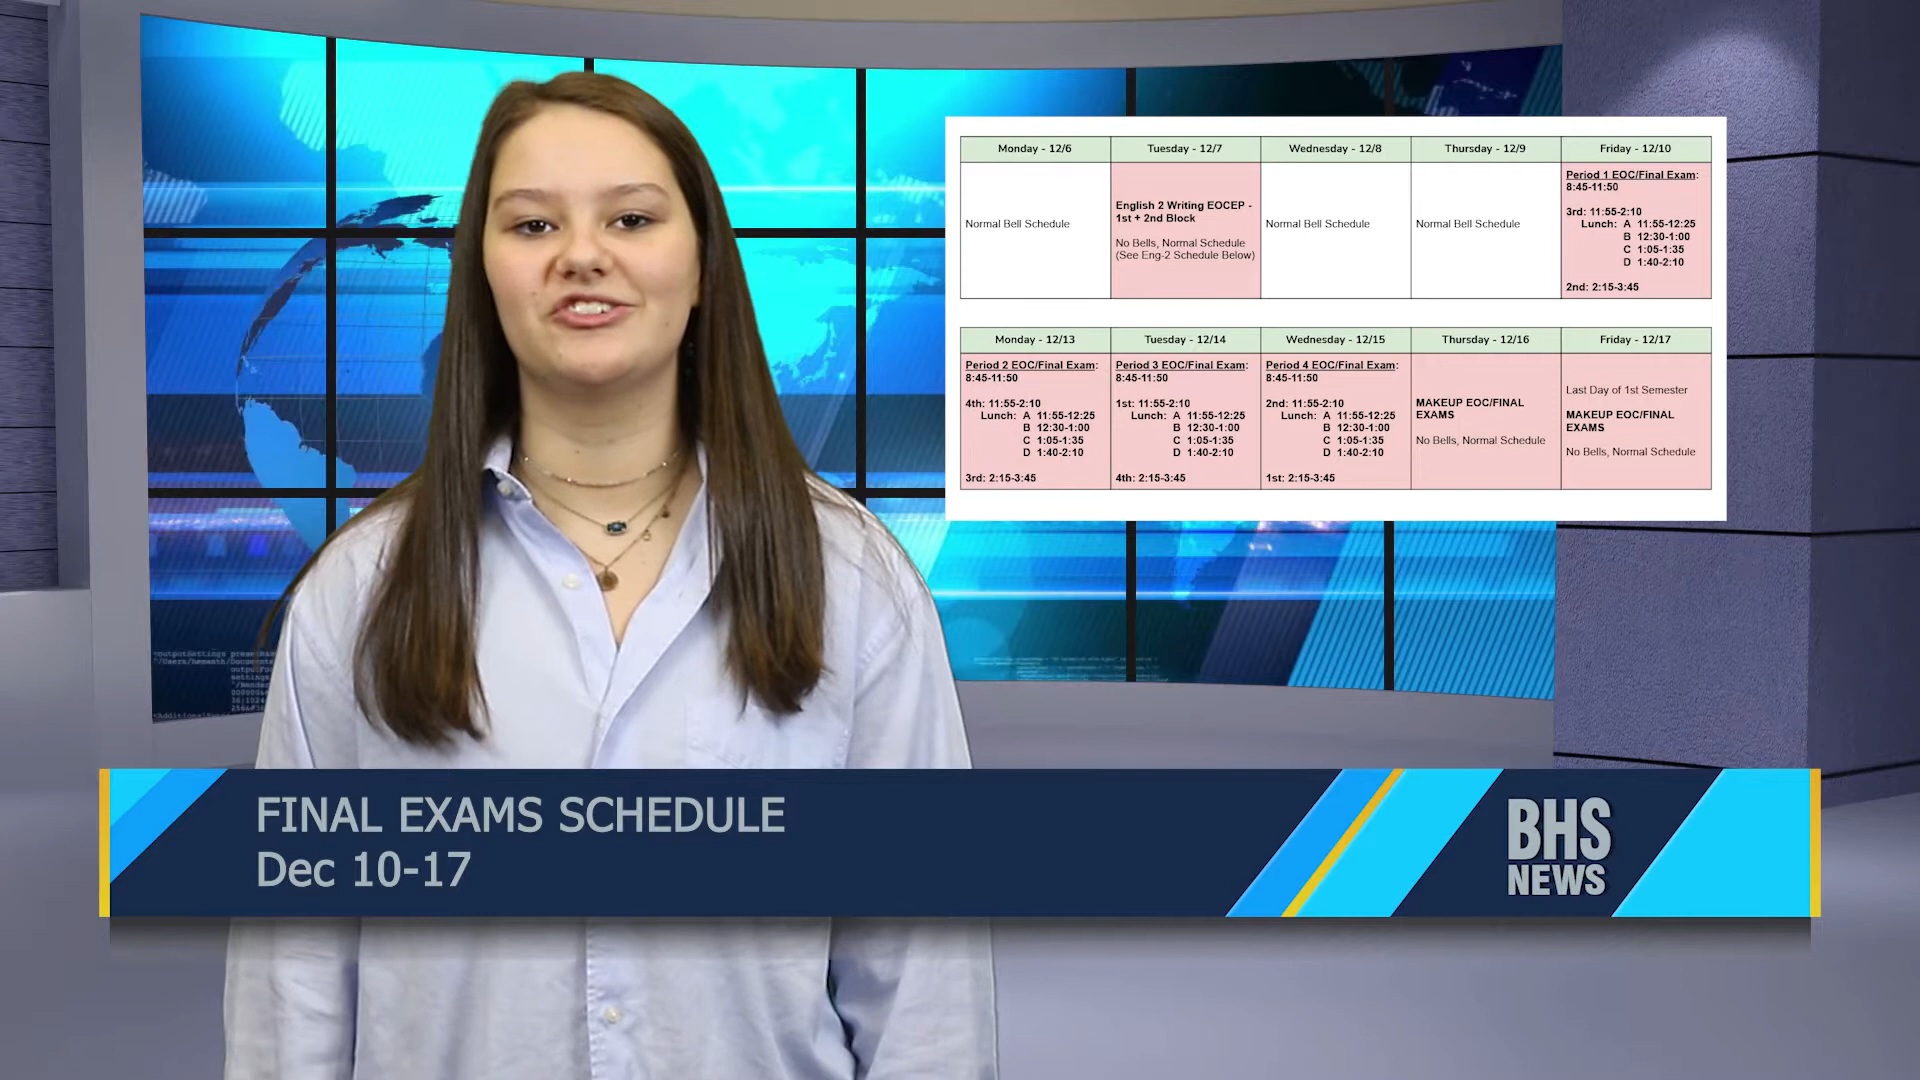 Monday - 12/6
Tuesday - 12/7
Wednesday - 12/8
Thursday - 12/9
Friday - 12/10
Normal Bell Schedule
English 2 Writing EOCEP -
1st + 2nd Block
No Bells, Normal Schedule
(See Eng-2 Schedule Below)
Normal Bell Schedule
Normal Bell Schedule
Period 1 EOC/Final Exam:
8:45-11:50
3rd: 11:55-2:10
Lunch: A 11:55-12:25
B 12:30-1:00
C 1:05-1:35
D 1:40-2:10
2nd: 2:15-3:45
Monday - 12/13
Tuesday - 12/14
Wednesday - 12/15
Thursday - 12/16
Friday - 12/17
Period 2 EOC/Final Exam:
8:45-11:50
4th: 11:55-2:10
Lunch: A 11:55-12:25
B 12:30-1:00
C 1:05-1:35
D 1:40-2:10
3rd: 2:15-3:45
Period 3 EOC/Final Exam:
8:45-11:50
1st: 11:55-2:10
Lunch: A 11:55-12:25
B 12:30-1:00
C 1:05-1:35
D 1:40-2:10
4th: 2:15-3:45
Period 4 EOC/Final Exam:
8:45-11:50
2nd: 11:55-2:10
Lunch: A 11:55-12:25
B 12:30-1:00
C 1:05-1:35
D 1:40-2:10
1st: 2:15-3:45
MAKEUP EOC/FINAL
EXAMS
No Bells, Normal Schedule
Last Day of 1st Semester
MAKEUP EOC/FINAL
EXAMS
No Bells, Normal Schedule
FINAL EXAMS SCHEDULE
Dec 10-17
BHS
NEWS